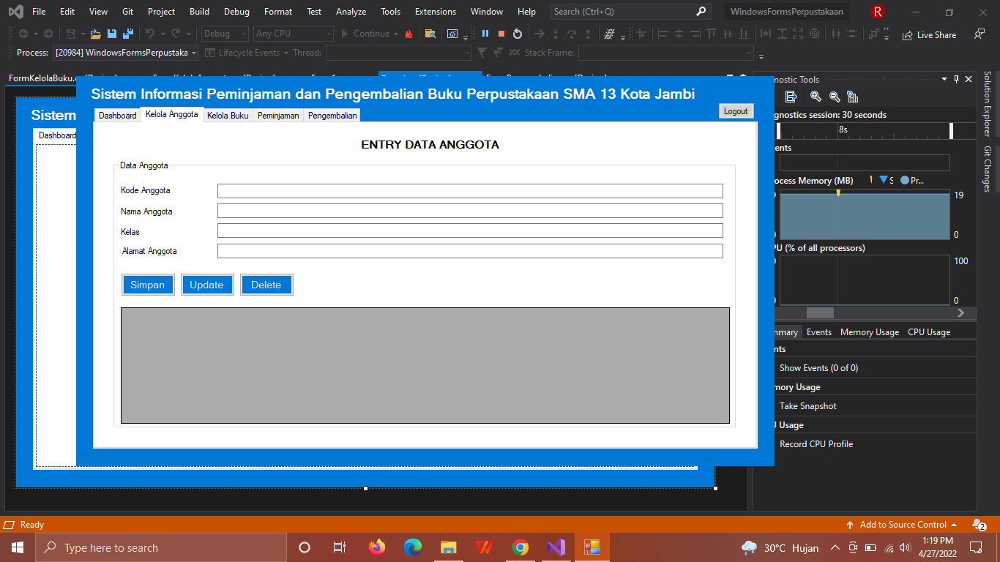 File Edit View Git Project Build Debug Format Test Analyze Tools Extensions Window Help Search (Ctrl+Q) WindowsFormsPerpustakaan R
Debug Any CPU Continue Live Share
Process: [20984] WindowsFormsPerpustaka Lifecycle Events Thread: Stack Frame:
FormKelolaBuku.
Sistem
Dashboard
Sistem Informasi Peminjaman dan Pengembalian Buku Perpustakaan SMA 13 Kota Jambi
Dashboard Kelola Anggota Kelola Buku Peminjaman Pengembalian
Logout
ENTRY DATA ANGGOTA
Data Anggota
Kode Anggota
Nama Anggota
Kelas
Alamat Anggota
Simpan Update Delete
nostic Tools
gnostics session: 30 seconds
8s
ents
ocess Memory (MB) S Pr...
19
0
U (% of all processors)
100
0
mmary Events Memory Usage CPU Usage
nts
Show Events (0 of 0)
mory Usage
Take Snapshot
U Usage
Record CPU Profile
Solution Explorer
Git Changes
Ready
Add to Source Control
2
Type here to search
30°C Hujan
1:19 PM
4/27/2022